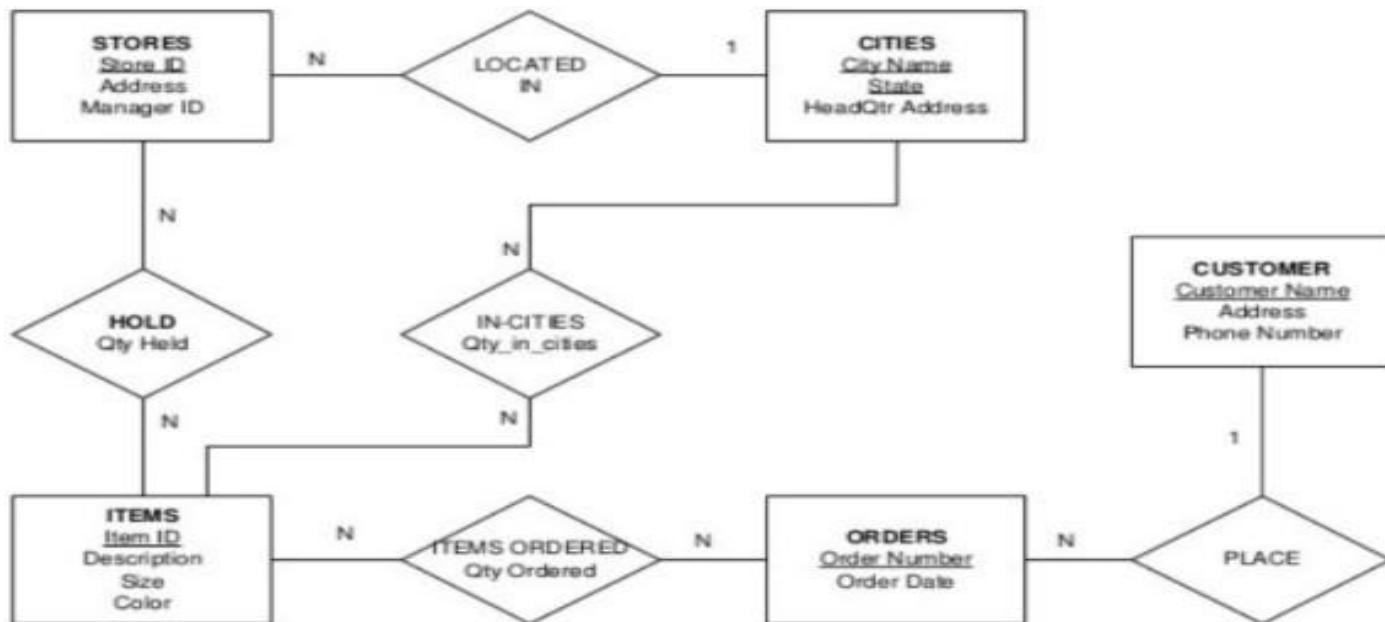 STORES
Store ID
Address
Manager ID
N
LOCATED
IN
1
CITIES
City Name
State
HeadQtr Address
N
HOLD
Qty Held
N
N
IN-CITIES
Qty_in_cities
N
CUSTOMER
Customer Name
Address
Phone Number
1
ITEMS
Item ID
Description
Size
Color
N
ITEMS ORDERED
Qty Ordered
N
ORDERS
Order Number
Order Date
N
PLACE